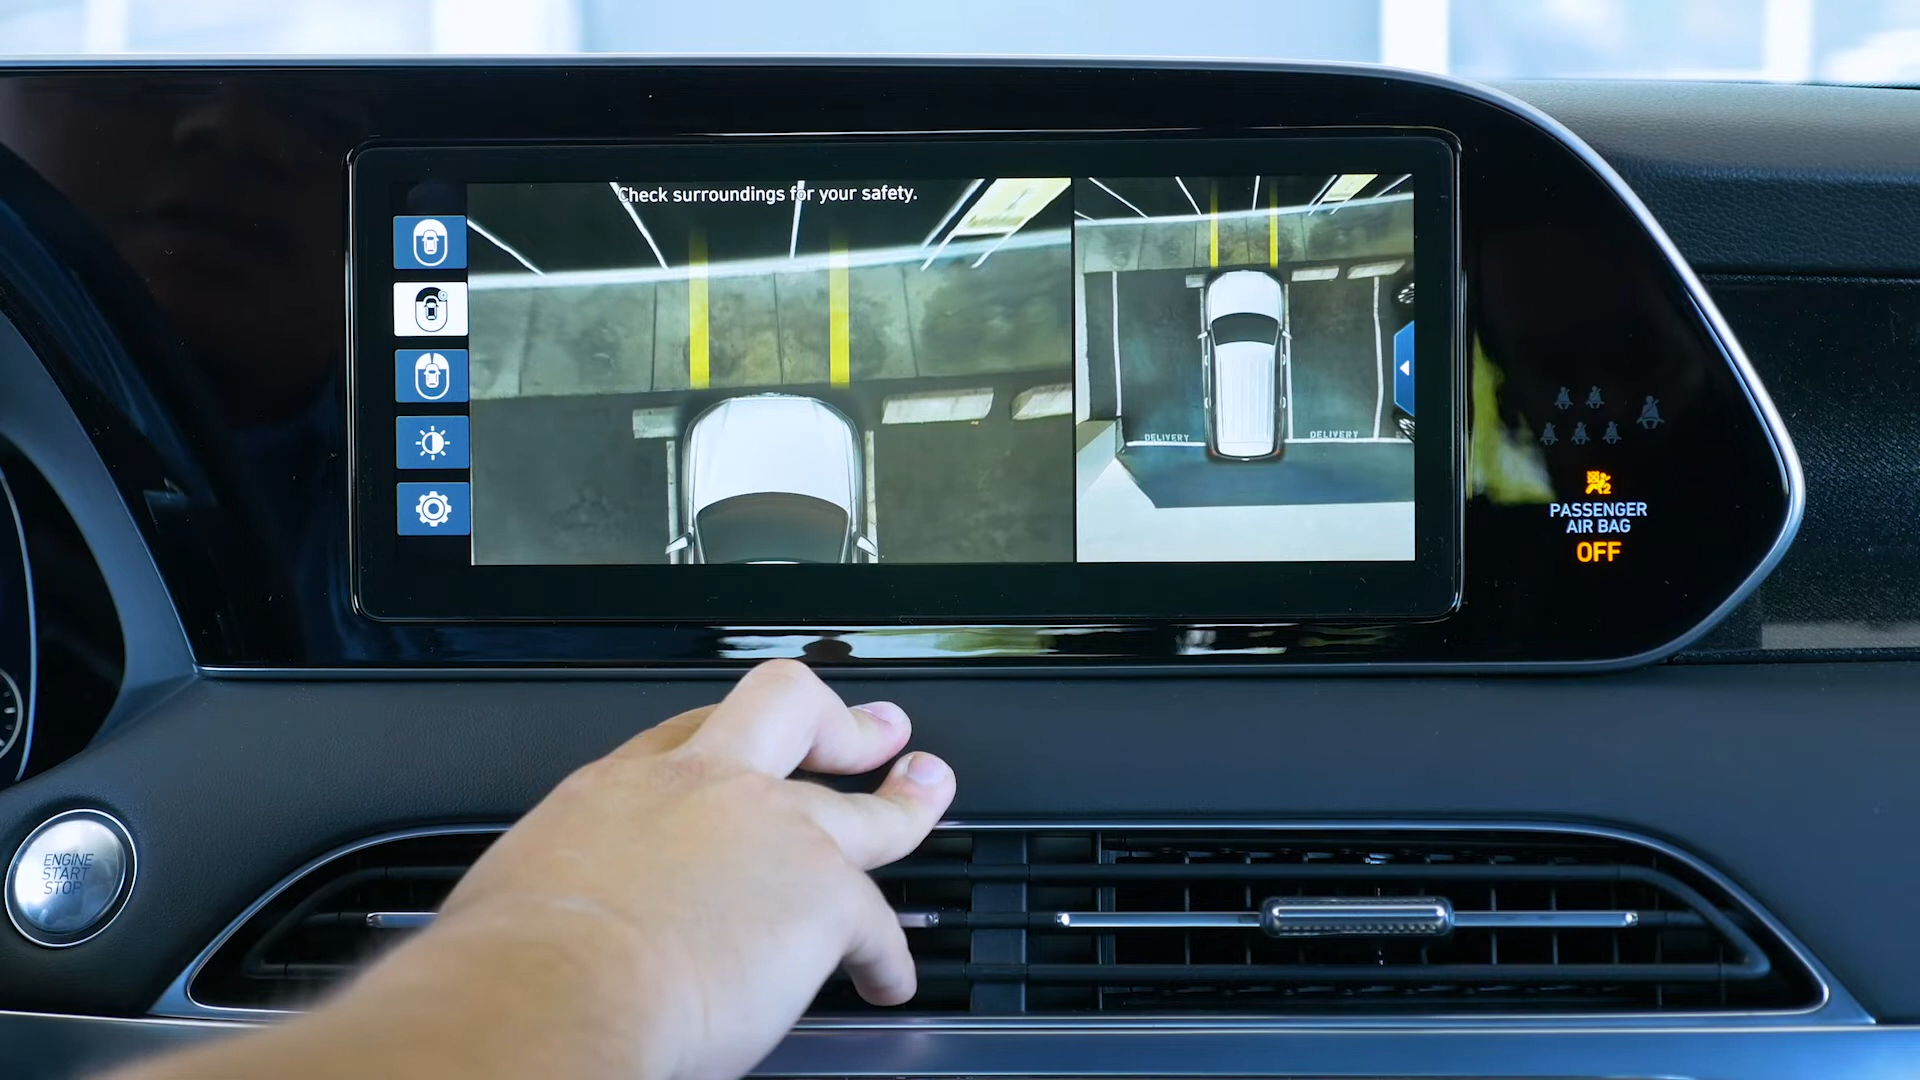 Check surroundings for your safety.
DELIVERY
DELIVERY
PASSENGER
AIR BAG
OFF
ENGINE
START
STOP